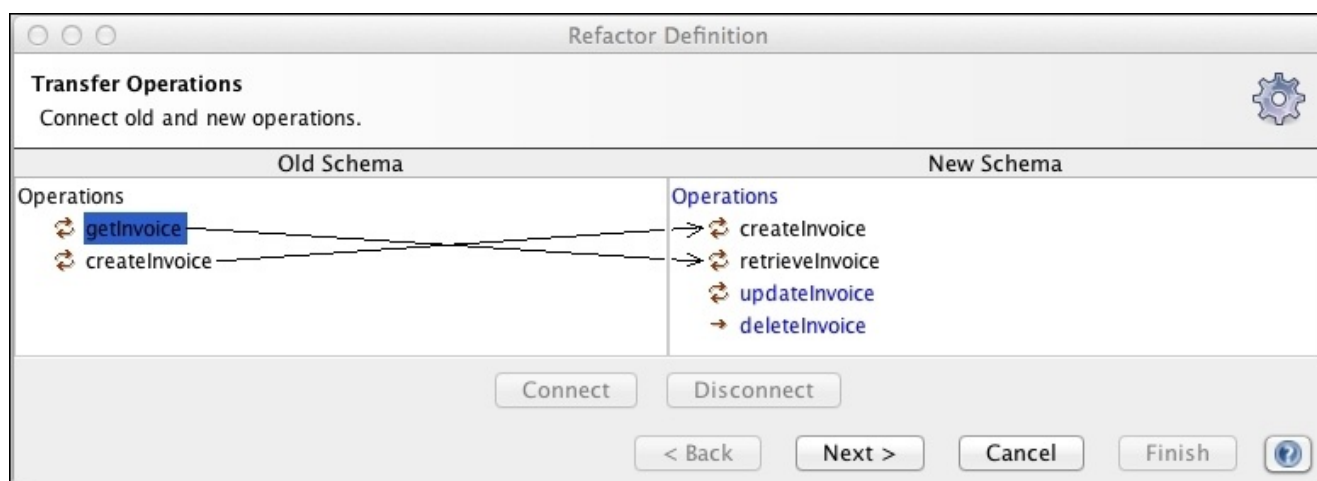 Refactor Definition
Transfer Operations
Connect old and new operations.
Old Schema
New Schema
Operations
getInvoice
createInvoice
Operations
createInvoice
retrieveInvoice
updateInvoice
deleteInvoice
Connect
Disconnect
< Back
Next >
Cancel
Finish
?